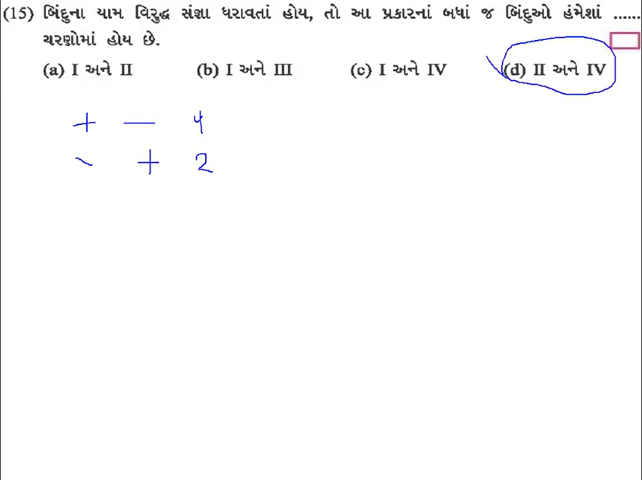 (15) બિંદુના યામ વિરુદ્ધ સંજ્ઞા ધરાવતાં હોય, તો આ પ્રકારનાં બધાં જ બિંદુઓ હંમેશાં ......
ચરણોમાં હોય છે.
(a) I અને II (b) I અને III (c) I અને IV (d) II અને IV
+ — 4
- + 2